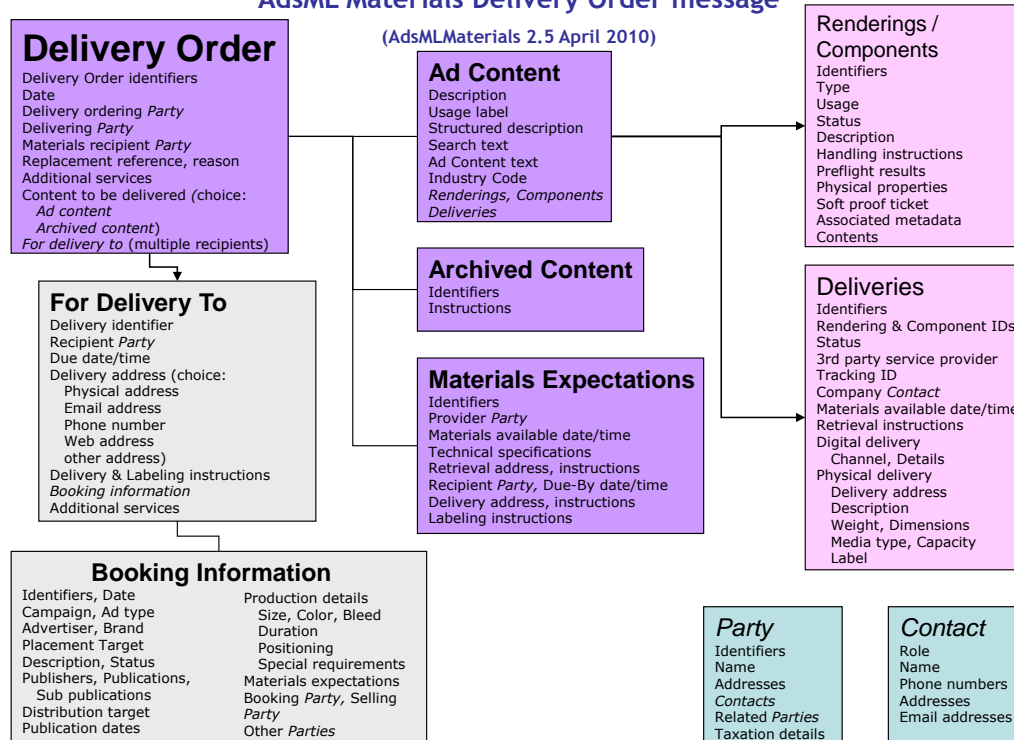 AdsML Materials Delivery Order message
(AdsMLMaterials 2.5 April 2010)
Delivery Order
Delivery Order identifiers
Date
Delivery ordering Party
Delivering Party
Materials recipient Party
Replacement reference, reason
Additional services
Content to be delivered (choice:
Ad content
Archived content)
For delivery to (multiple recipients)
For Delivery To
Delivery identifier
Recipient Party
Due date/time
Delivery address (choice:
Physical address
Email address
Phone number
Web address
other address)
Delivery & Labeling instructions
Booking information
Additional services
Booking Information
Identifiers, Date
Campaign, Ad type
Advertiser, Brand
Placement Target
Description, Status
Publishers, Publications,
Sub publications
Distribution target
Publication dates
Production details
Size, Color, Bleed
Duration
Positioning
Special requirements
Materials expectations
Booking Party, Selling
Party
Other Parties
Ad Content
Description
Usage label
Structured description
Search text
Ad Content text
Industry Code
Renderings, Components
Deliveries
Archived Content
Identifiers
Instructions
Materials Expectations
Identifiers
Provider Party
Materials available date/time
Technical specifications
Retrieval address, instructions
Recipient Party, Due-By date/time
Delivery address, instructions
Labeling instructions
Renderings /
Components
Identifiers
Type
Usage
Status
Description
Handling instructions
Preflight results
Physical properties
Soft proof ticket
Associated metadata
Contents
Deliveries
Identifiers
Rendering & Component IDs
Status
3rd party service provider
Tracking ID
Company Contact
Materials available date/time
Retrieval instructions
Digital delivery
Channel, Details
Physical delivery
Delivery address
Description
Weight, Dimensions
Media type, Capacity
Label
Party
Identifiers
Name
Addresses
Contacts
Related Parties
Taxation details
Contact
Role
Name
Phone numbers
Addresses
Email addresses